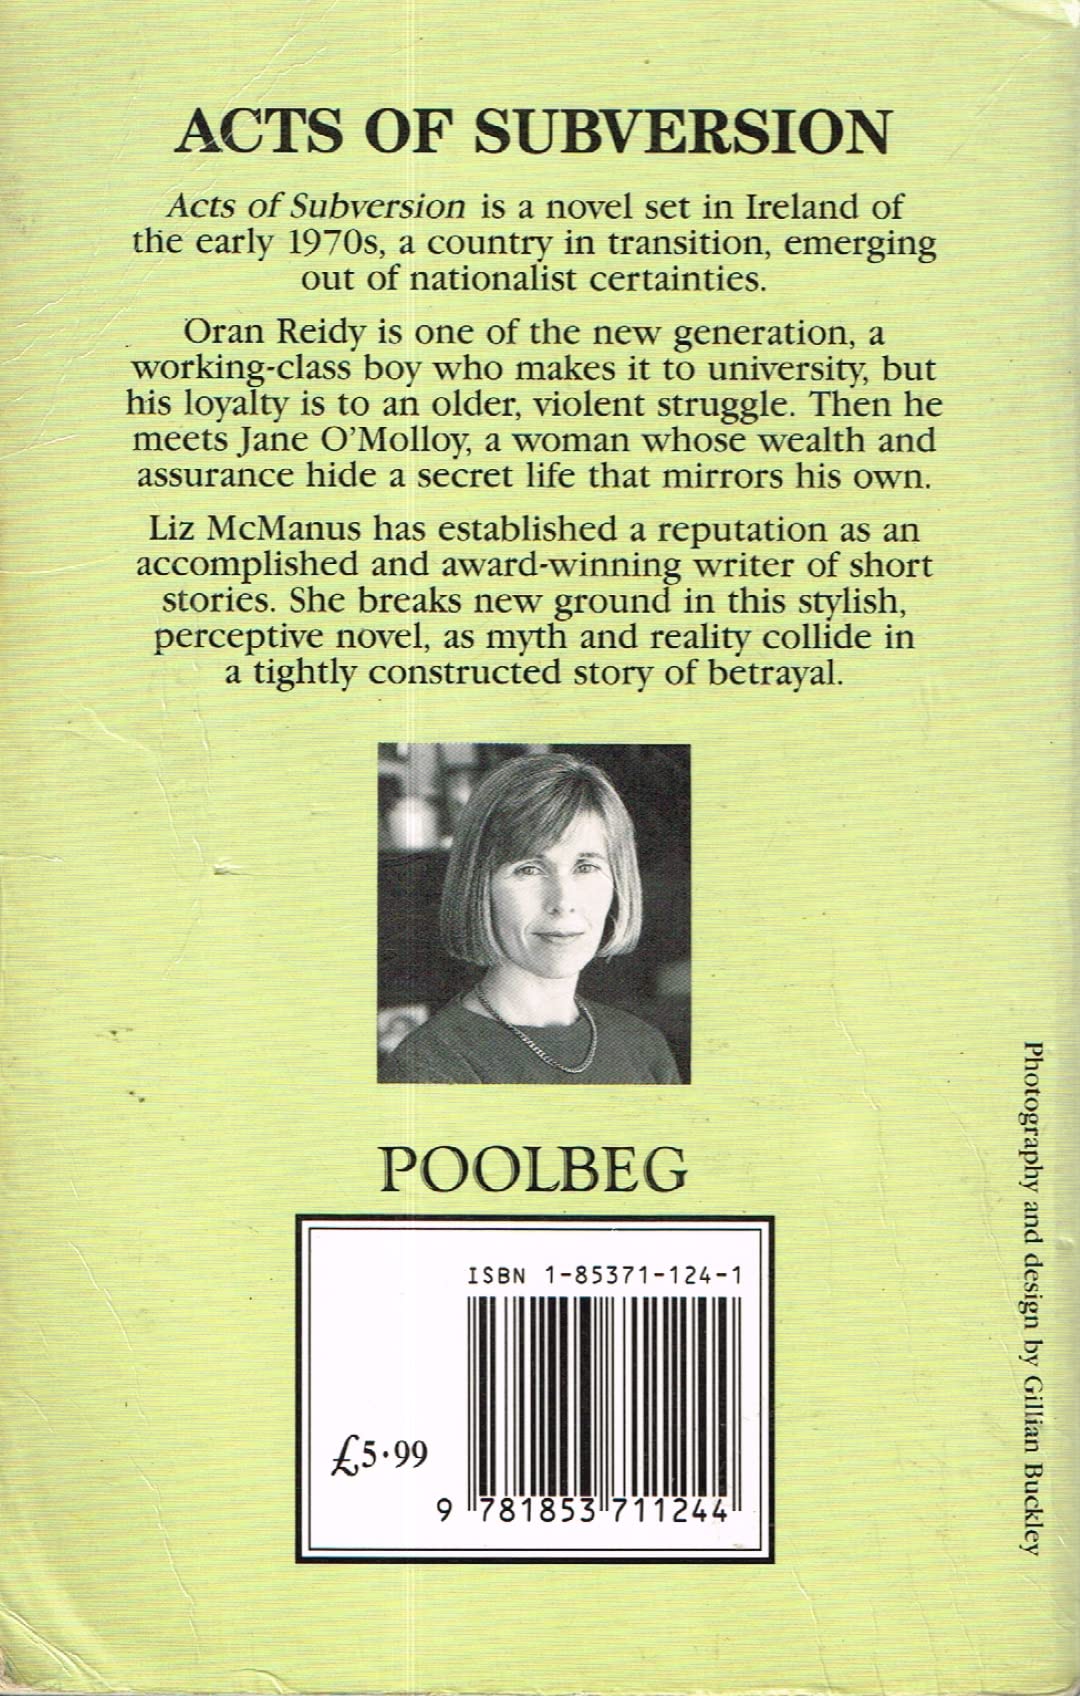 ACTS OF SUBVERSION
Acts of Subversion is a novel set in Ireland of
the early 1970s, a country in transition, emerging
out of nationalist certainties.
Oran Reidy is one of the new generation, a
working-class boy who makes it to university, but
his loyalty is to an older, violent struggle. Then he
meets Jane O'Molloy, a woman whose wealth and
assurance hide a secret life that mirrors his own.
Liz McManus has established a reputation as an
accomplished and award-winning writer of short
stories. She breaks new ground in this stylish,
perceptive novel, as myth and reality collide in
a tightly constructed story of betrayal.
POOLBEG
ISBN 1-85371-124-1
£5·99
9 781853 711244
Photography and design by Gillian Buckley